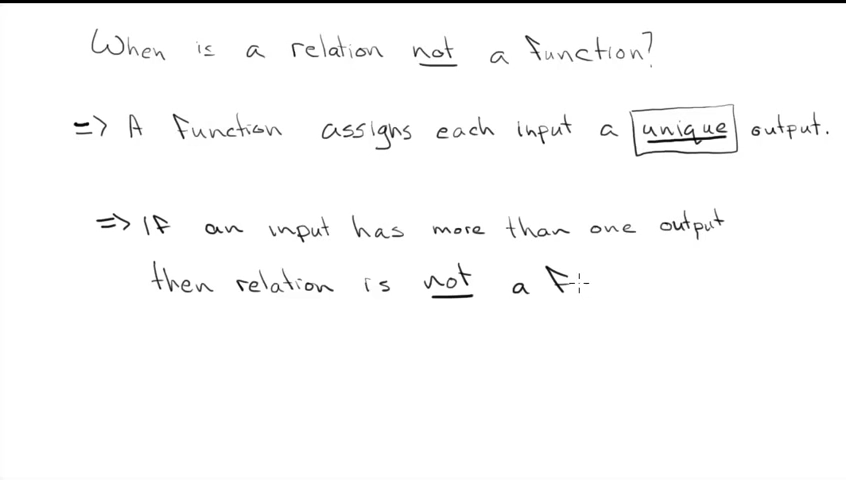 When is a relation not a function?
=> A function assigns each input a unique output.
=> If an input has more than one output
then relation is not a F